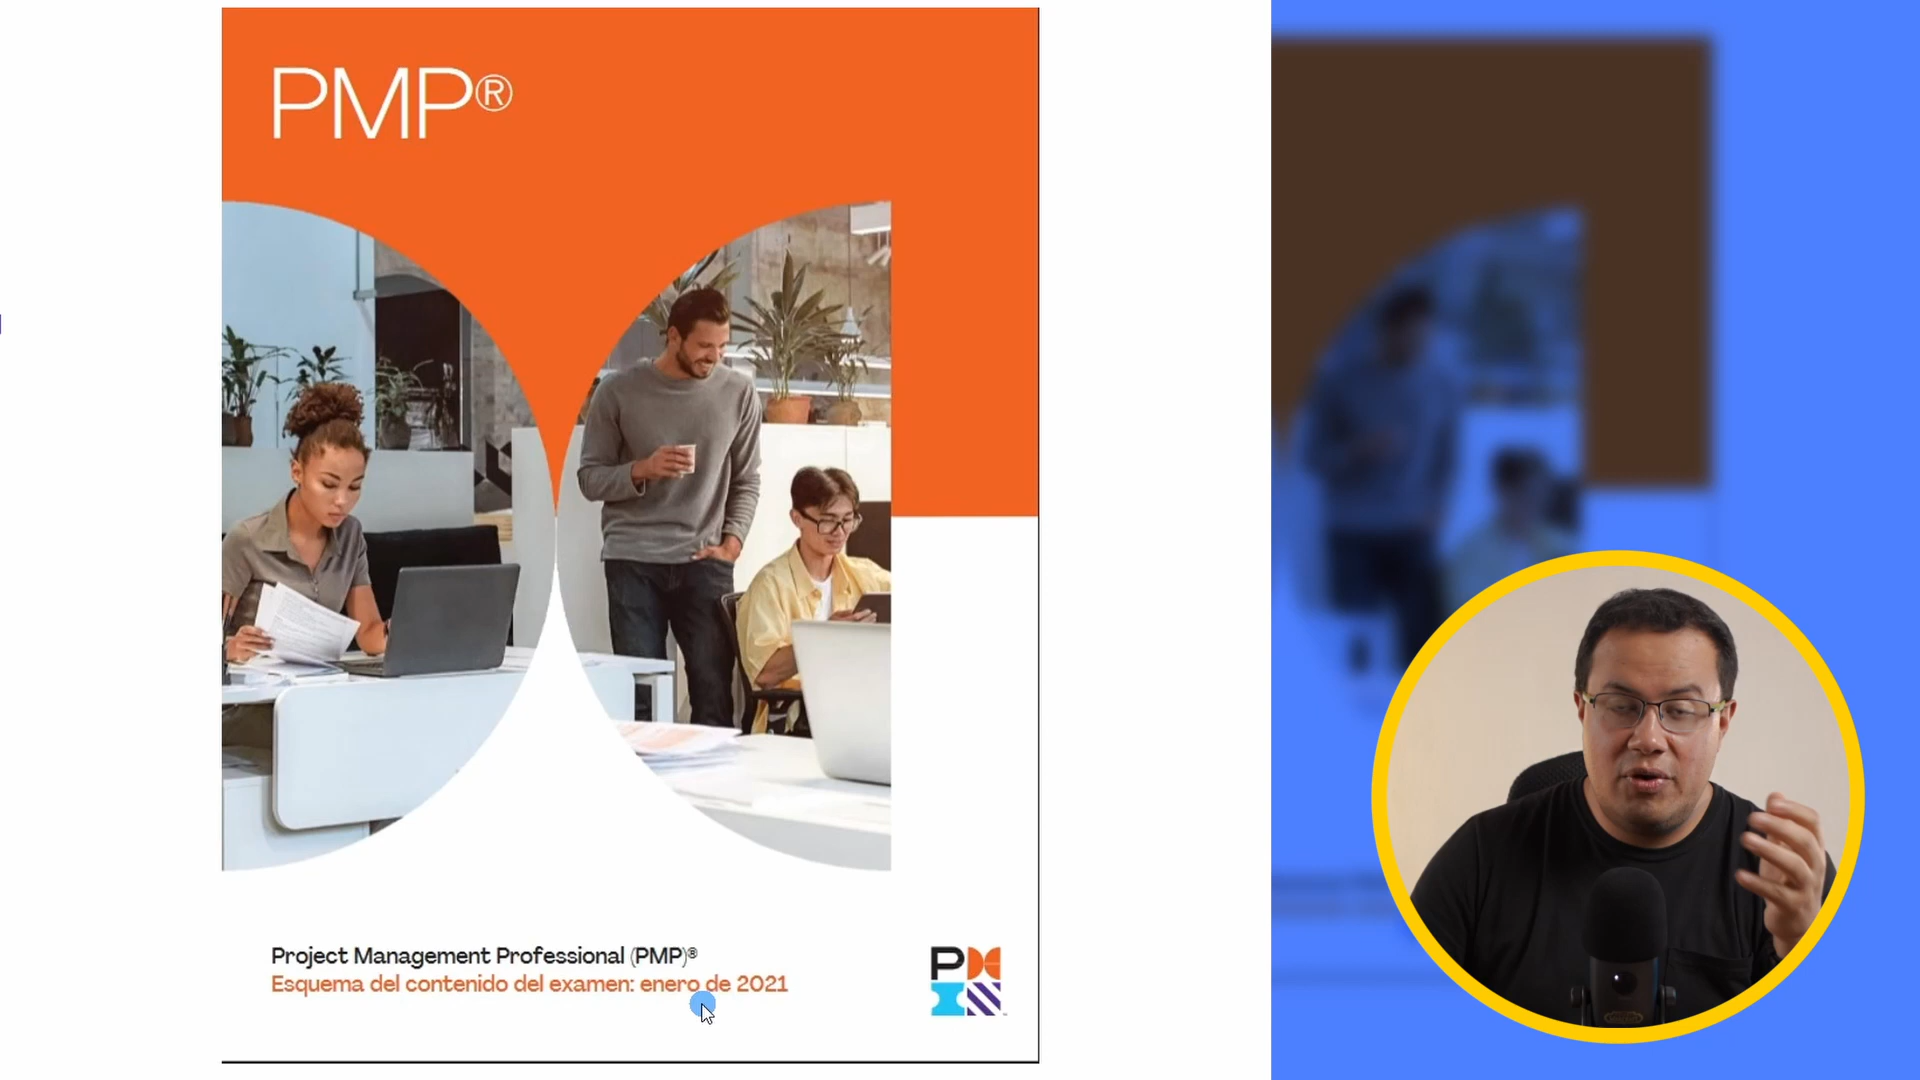 PMP®
Project Management Professional (PMP)®
Esquema del contenido del examen: enero de 2021